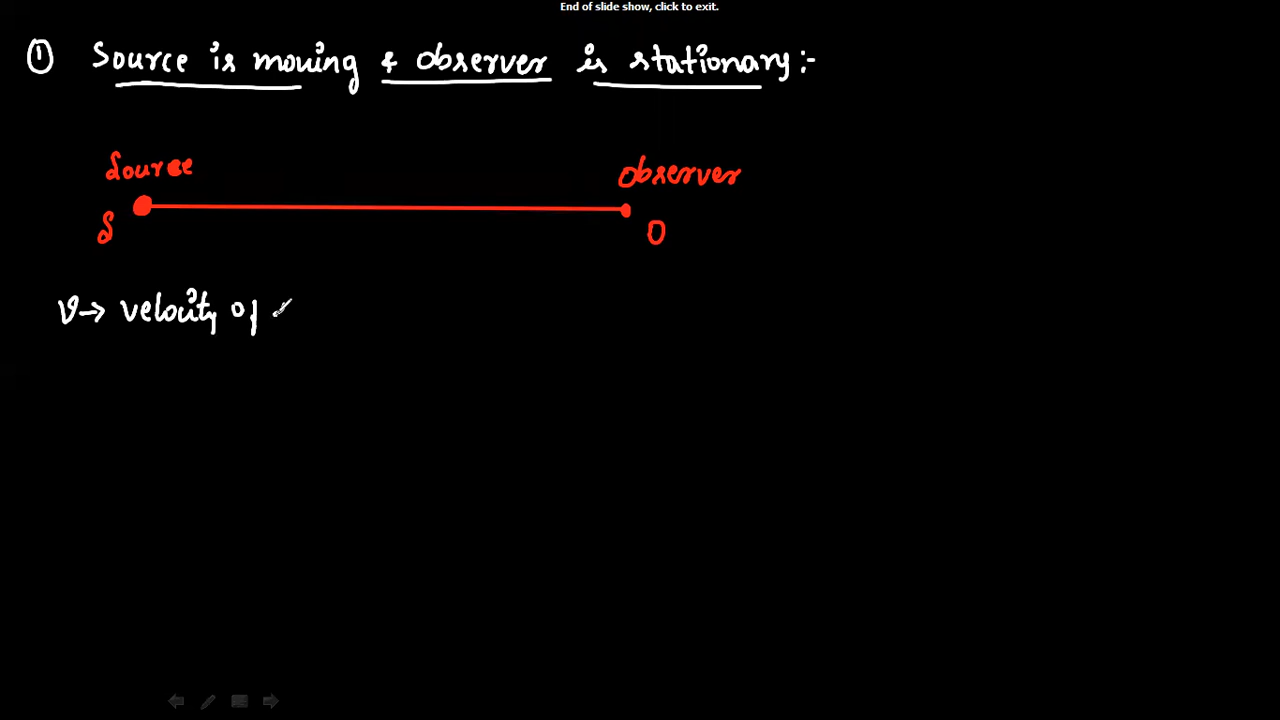 End of slide show, click to exit.
① Source is moving & observer is stationary :-
Source
observer
S
O
v → velocity of